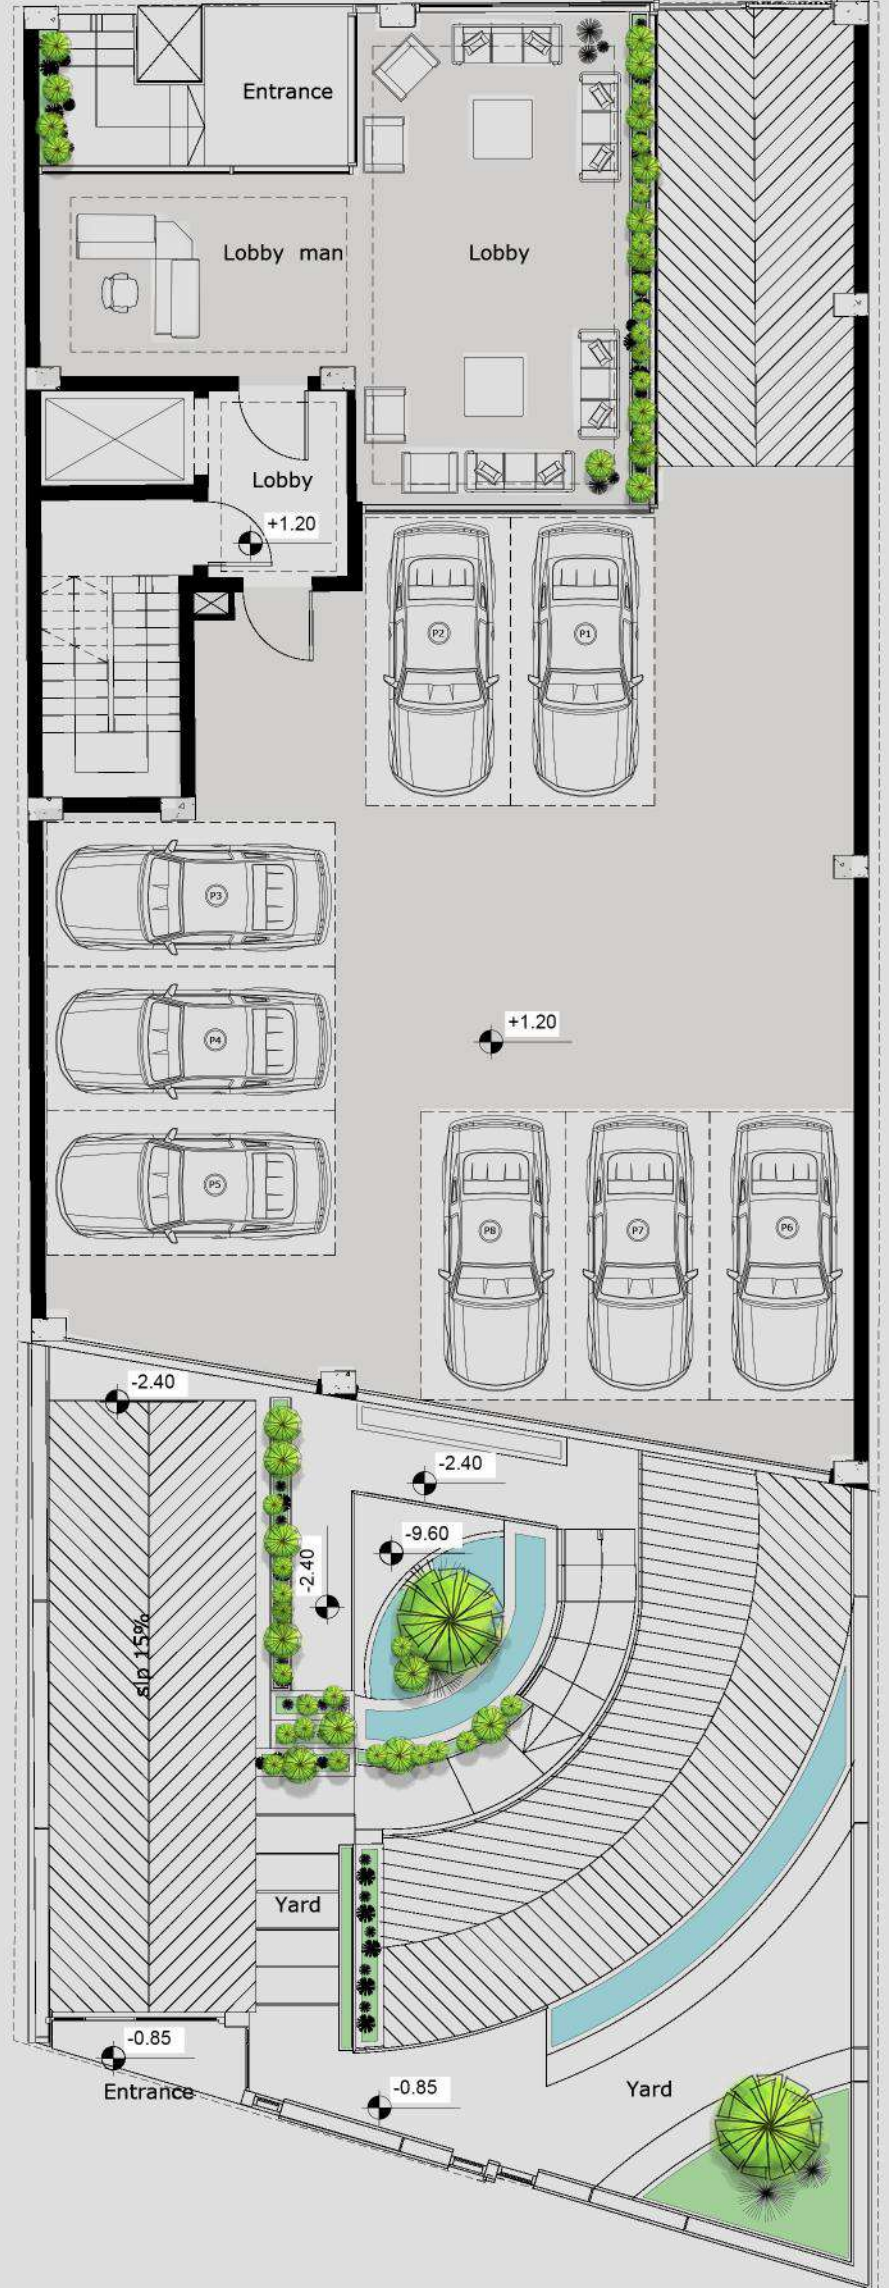 Entrance
Lobby man
Lobby
Lobby
+1.20
P2
P1
P3
P4
+1.20
P5
P8
P7
P6
-2.40
-2.40
-9.60
-2.40
slp 15%
Yard
-0.85
Entrance
-0.85
Yard